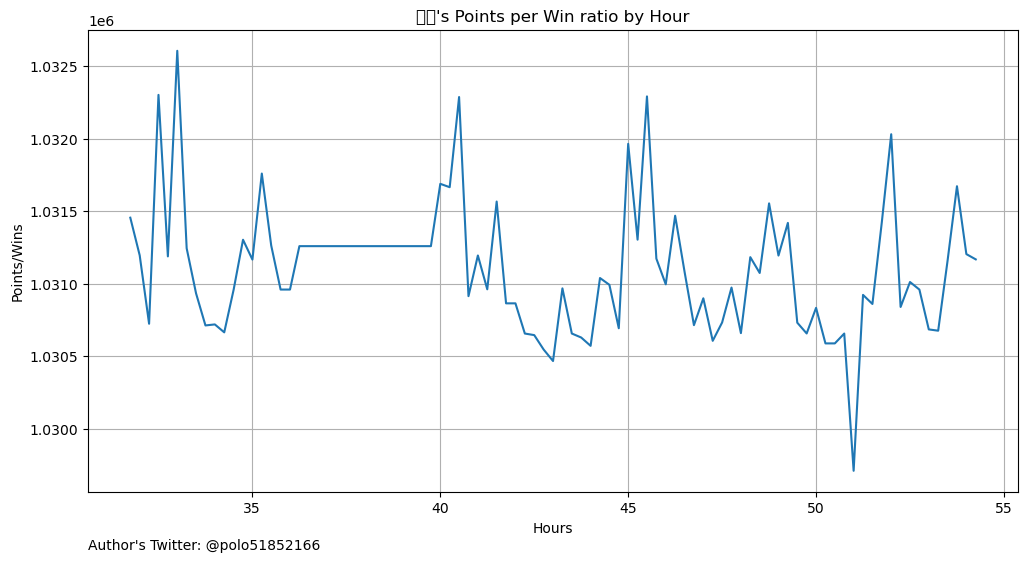 's Points per Win ratio by Hour
1e6
1.0325
1.0320
1.0315
1.0310
1.0305
1.0300
Points/Wins
35
40
45
50
55
Hours
Author's Twitter: @polo51852166